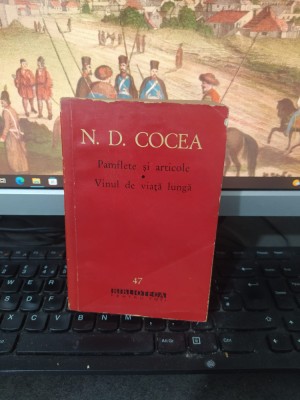 N. D. COCEA
Pamflete și articole
•
Vinul de viață lungă
47
BIBLIOTECA